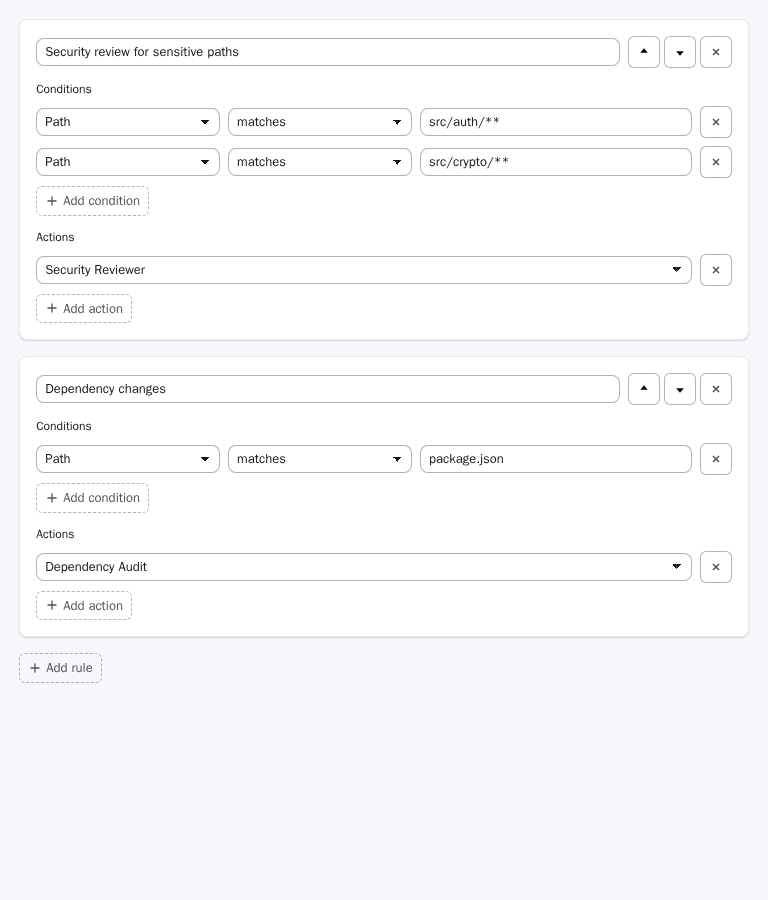 Security review for sensitive paths
Conditions
Path matches src/auth/**
Path matches src/crypto/**
Add condition
Actions
Security Reviewer
Add action
Dependency changes
Conditions
Path matches package.json
Add condition
Actions
Dependency Audit
Add action
Add rule